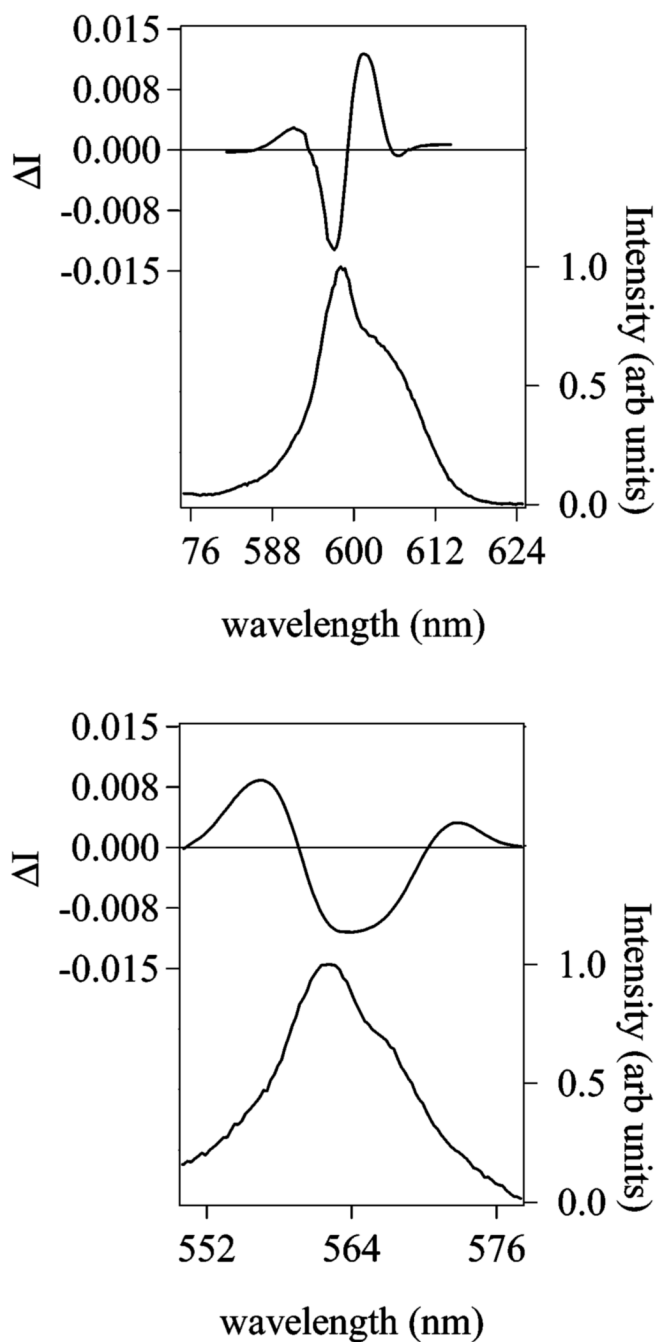 0.015
0.008
0.000
-0.008
-0.015
ΔI
Intensity (arb units)
1.0
0.5
0.0
76 588 600 612 624
wavelength (nm)
0.015
0.008
0.000
-0.008
-0.015
ΔI
Intensity (arb units)
1.0
0.5
0.0
552 564 576
wavelength (nm)